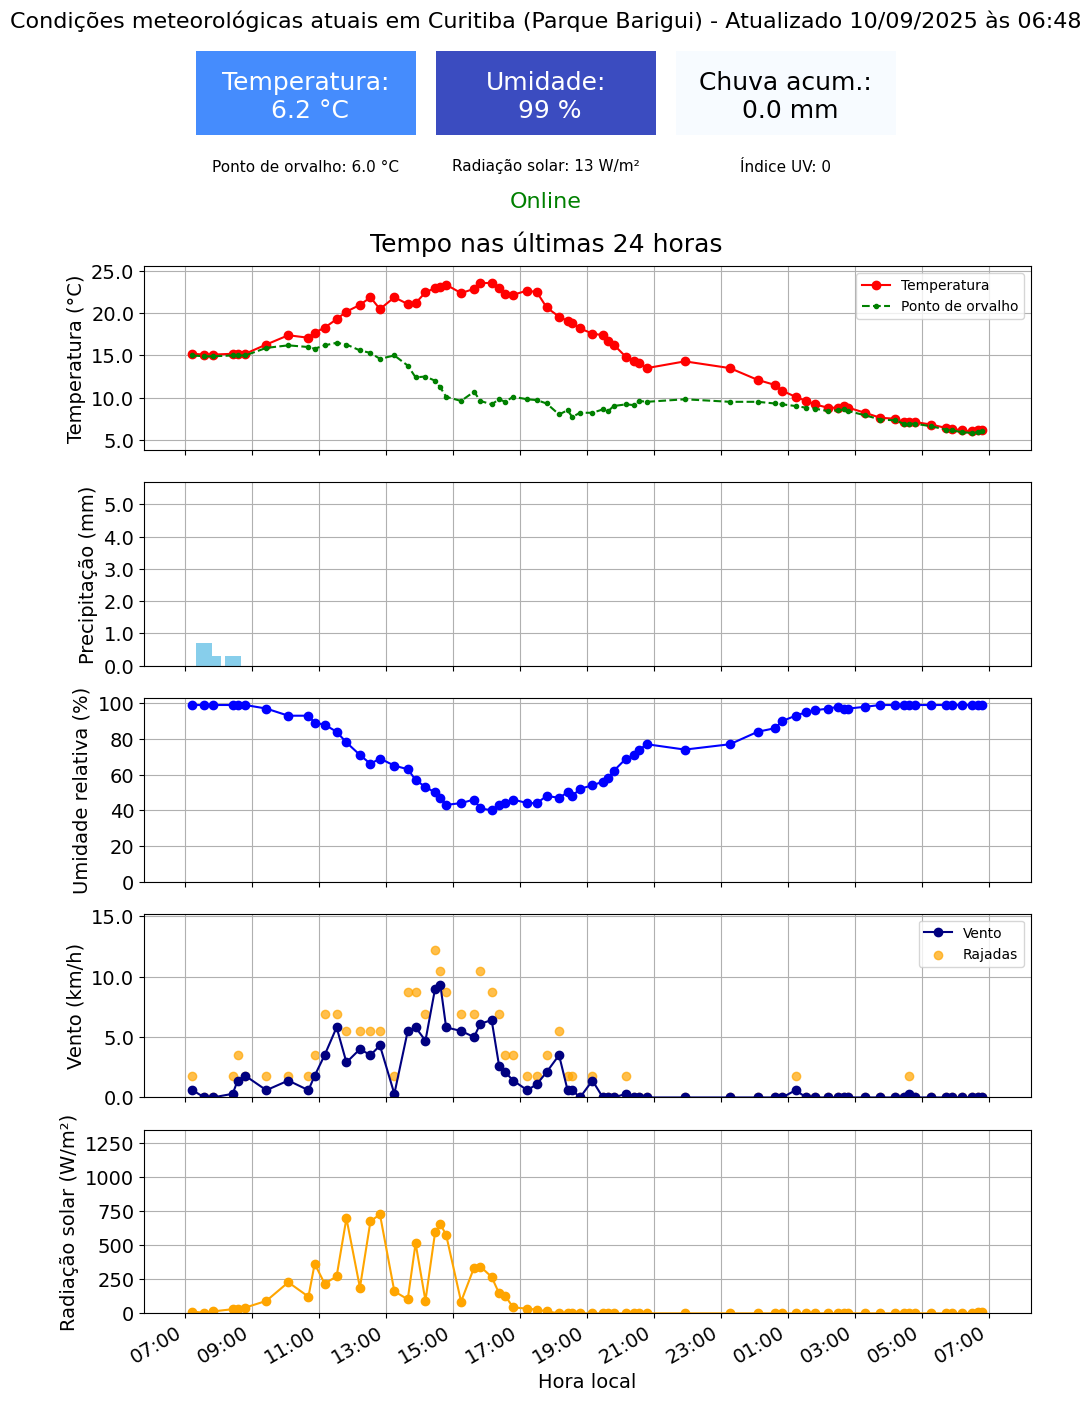 Condições meteorológicas atuais em Curitiba (Parque Barigui) - Atualizado 10/09/2025 às 06:48
Temperatura:
6.2 °C
Umidade:
99 %
Chuva acum.:
0.0 mm
Ponto de orvalho: 6.0 °C
Radiação solar: 13 W/m²
Índice UV: 0
Online
Tempo nas últimas 24 horas
Temperatura (°C)
25.0
20.0
15.0
10.0
5.0
Temperatura
Ponto de orvalho
Precipitação (mm)
5.0
4.0
3.0
2.0
1.0
0.0
Umidade relativa (%)
100
80
60
40
20
0
Vento (km/h)
15.0
10.0
5.0
0.0
Vento
Rajadas
Radiação solar (W/m²)
1250
1000
750
500
250
0
07:00
09:00
11:00
13:00
15:00
17:00
19:00
21:00
23:00
01:00
03:00
05:00
07:00
Hora local